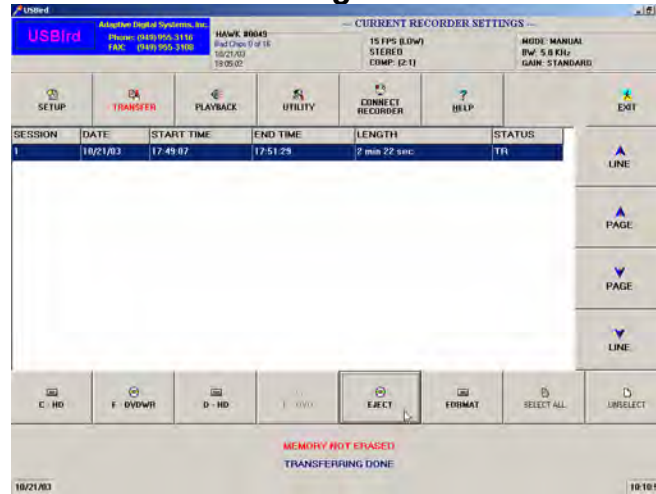 USBird
USBird
Adaptive Digital Systems, Inc.
Phone: (949) 955-3116
FAX: (949) 955-3108
HAWK #0049
Bad Chips 0 of 16
10/21/03
19:05:02
-- CURRENT RECORDER SETTINGS --
15 FPS (LOW)
STEREO
COMP: (2:1)
MODE: MANUAL
BW: 5.6 KHz
GAIN: STANDARD
SETUP
TRANSFER
PLAYBACK
UTILITY
CONNECT
RECORDER
HELP
EXIT
SESSION DATE START TIME END TIME LENGTH STATUS
1 10/21/03 17:49:07 17:51:29 2 min 22 sec TR
LINE
PAGE
PAGE
LINE
C - HD
F - DVDWR
D - HD
EJECT
FORMAT
SELECT ALL
UNSELECT
MEMORY NOT ERASED
TRANSFERRING DONE
10/21/03